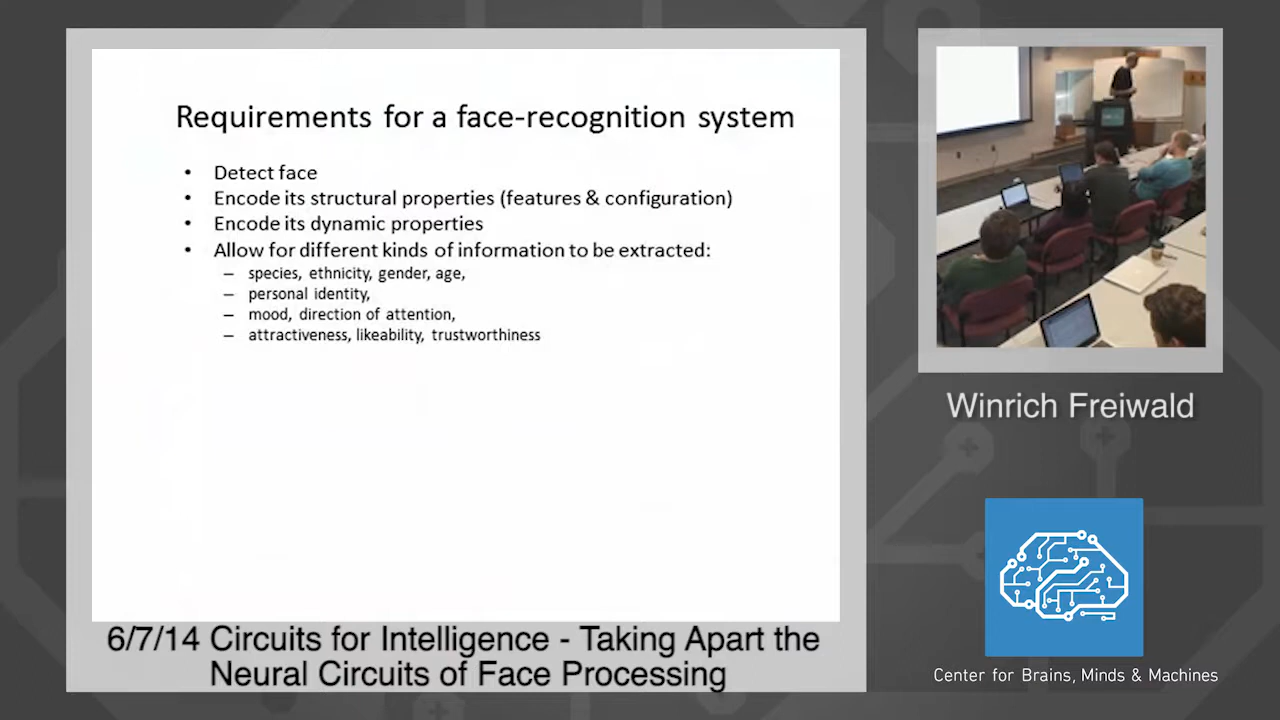 Requirements for a face-recognition system
• Detect face
• Encode its structural properties (features & configuration)
• Encode its dynamic properties
• Allow for different kinds of information to be extracted:
– species, ethnicity, gender, age,
– personal identity,
– mood, direction of attention,
– attractiveness, likeability, trustworthiness
6/7/14 Circuits for Intelligence - Taking Apart the
Neural Circuits of Face Processing
Winrich Freiwald
Center for Brains, Minds & Machines